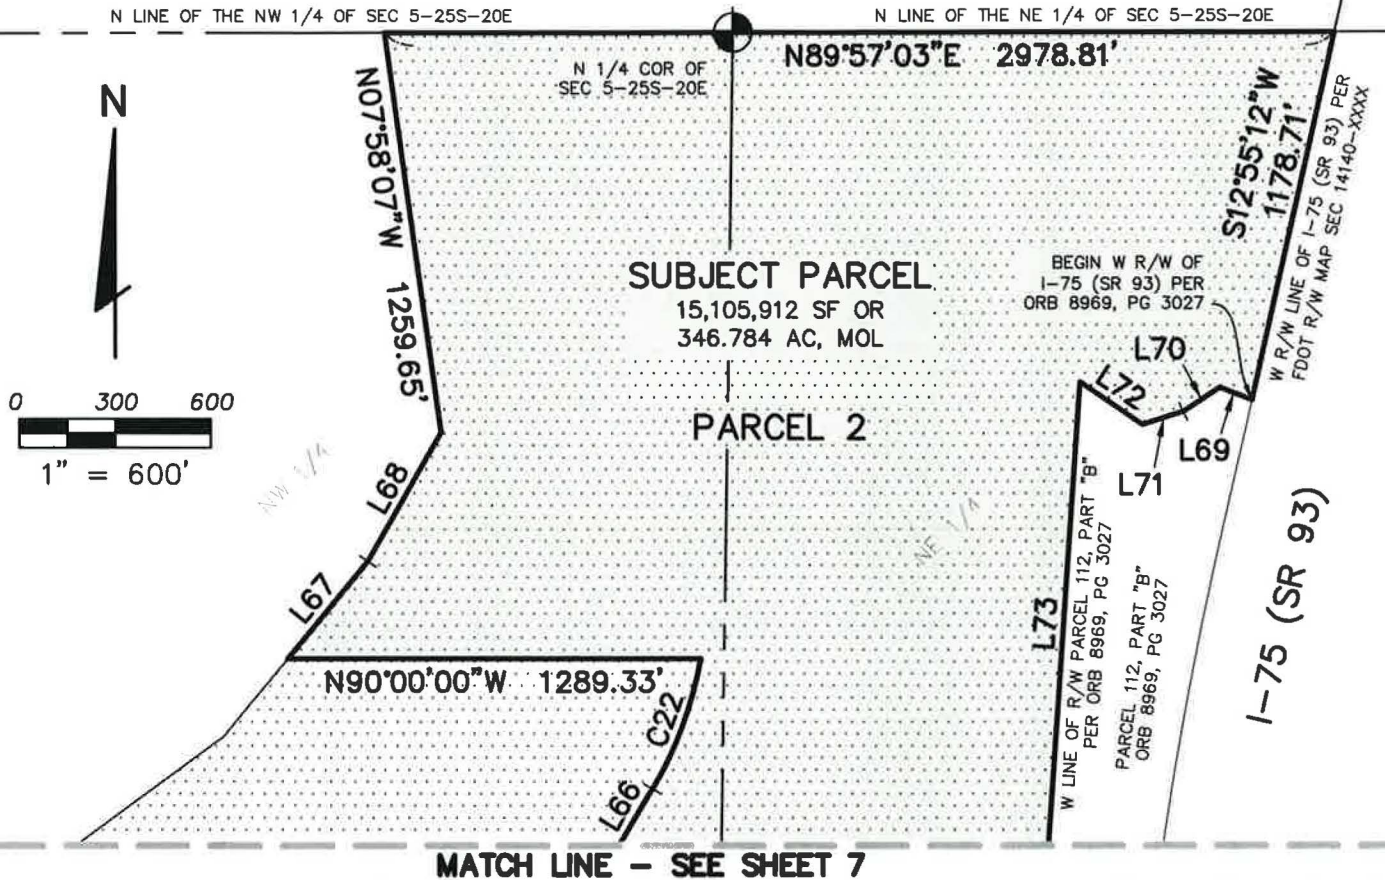 N LINE OF THE NW 1/4 OF SEC 5-25S-20E
N LINE OF THE NE 1/4 OF SEC 5-25S-20E
N89°57'03"E 2978.81'
N 1/4 COR OF
SEC 5-25S-20E
N
N07°58'07"W 1259.65'
S12°55'12"W
1178.71'
W R/W LINE OF I-75 (SR 93) PER
FDOT R/W MAP SEC 14140-XXXX
SUBJECT PARCEL
15,105,912 SF OR
346.784 AC, MOL
BEGIN W R/W OF
I-75 (SR 93) PER
ORB 8969, PG 3027
L70
L72
L69
L71
0 300 600
1" = 600'
PARCEL 2
NW 1/4
NE 1/4
L68
L67
L73
W LINE OF R/W PARCEL 112, PART "B"
PER ORB 8969, PG 3027
PARCEL 112, PART "B"
ORB 8969, PG 3027
I-75 (SR 93)
N90°00'00"W 1289.33'
C22
L66
MATCH LINE - SEE SHEET 7